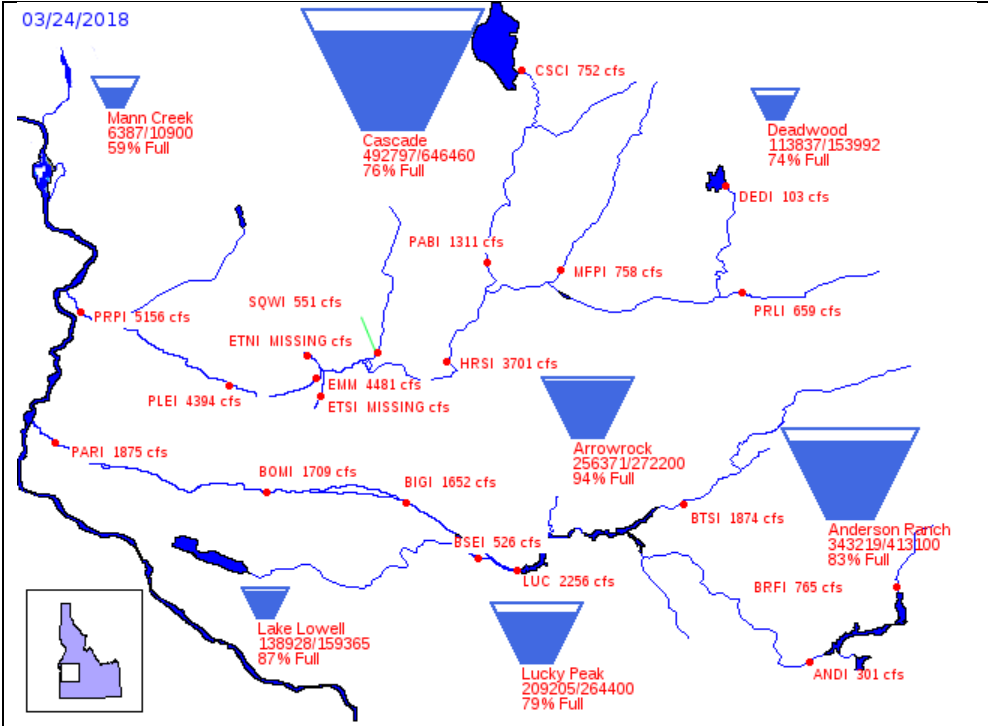 03/24/2018
CSCI 752 cfs
Mann Creek
6387/10900
59% Full
Cascade
492797/646460
76% Full
Deadwood
113837/153992
74% Full
DEDI 103 cfs
PABI 1311 cfs
MFPI 758 cfs
SQWI 551 cfs
PRLI 659 cfs
PRPI 5156 cfs
ETNI MISSING cfs
HRSI 3701 cfs
EMM 4481 cfs
PLEI 4394 cfs
ETSI MISSING cfs
Arrowrock
256371/272200
94% Full
PARI 1875 cfs
BOMI 1709 cfs
BIGI 1652 cfs
BTSI 1874 cfs
Anderson Ranch
343219/413100
83% Full
BSEI 526 cfs
LUC 2256 cfs
BRFI 765 cfs
Lake Lowell
138928/159365
87% Full
Lucky Peak
209205/264400
79% Full
ANDI 301 cfs